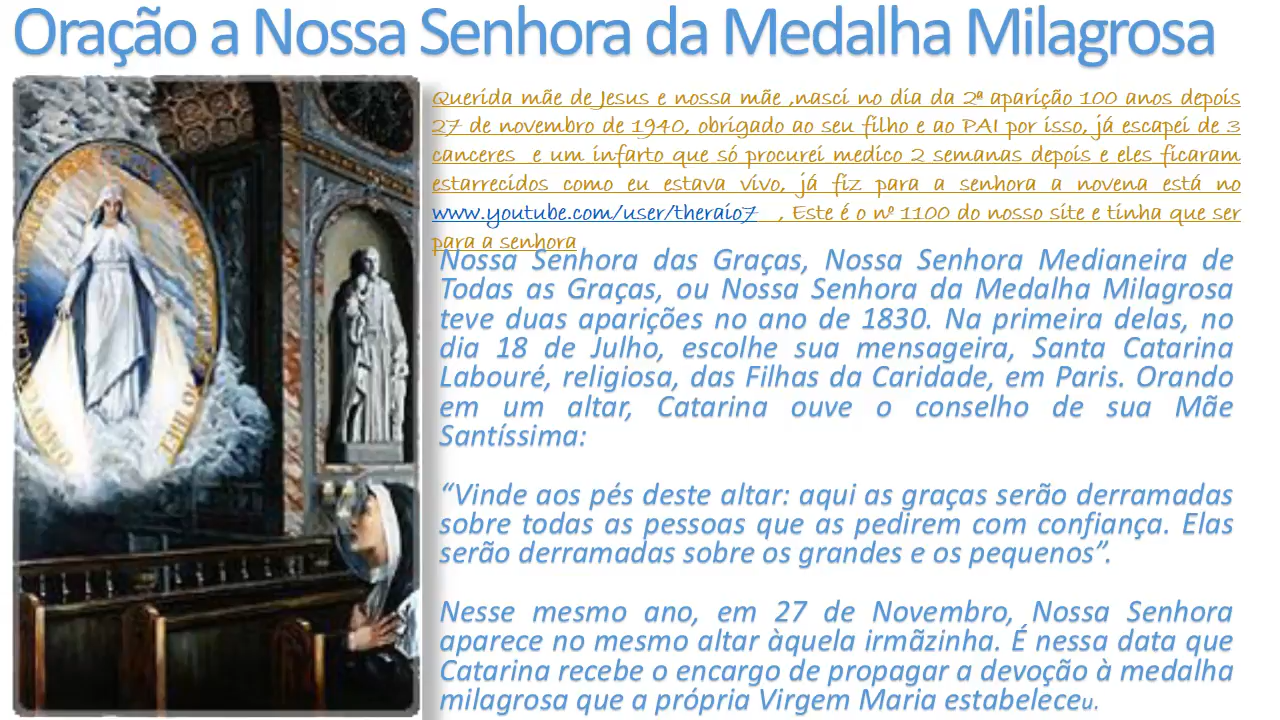 Oração a Nossa Senhora da Medalha Milagrosa
Querida mãe de Jesus e nossa mãe ,nasci no dia da 2ª aparição 100 anos depois
27 de novembro de 1940, obrigado ao seu filho e ao PAI por isso, já escapei de 3
canceres e um infarto que só procurei medico 2 semanas depois e eles ficaram
estarrecidos como eu estava vivo, já fiz para a senhora a novena está no
www.youtube.com/user/theraio7 , Este é o nº 1100 do nosso site e tinha que ser
para a senhora
Nossa Senhora das Graças, Nossa Senhora Medianeira de
Todas as Graças, ou Nossa Senhora da Medalha Milagrosa
teve duas aparições no ano de 1830. Na primeira delas, no
dia 18 de Julho, escolhe sua mensageira, Santa Catarina
Labouré, religiosa, das Filhas da Caridade, em Paris. Orando
em um altar, Catarina ouve o conselho de sua Mãe
Santíssima:
“Vinde aos pés deste altar: aqui as graças serão derramadas
sobre todas as pessoas que as pedirem com confiança. Elas
serão derramadas sobre os grandes e os pequenos”.
Nesse mesmo ano, em 27 de Novembro, Nossa Senhora
aparece no mesmo altar àquela irmãzinha. É nessa data que
Catarina recebe o encargo de propagar a devoção à medalha
milagrosa que a própria Virgem Maria estabeleceu.